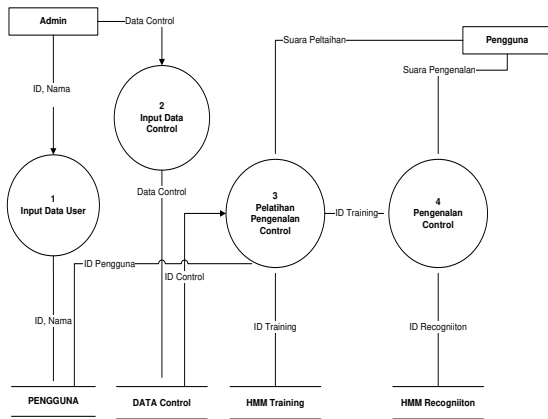 Admin
Data Control
Suara Peltaihan
Pengguna
Suara Pengenalan
ID, Nama
2
Input Data
Control
1
Input Data User
Data Control
3
Pelatihan
Pengenalan
Control
ID Training
4
Pengenalan
Control
ID Pengguna
ID Control
ID, Nama
ID Training
ID Recogniiton
PENGGUNA
DATA Control
HMM Training
HMM Recogniiton